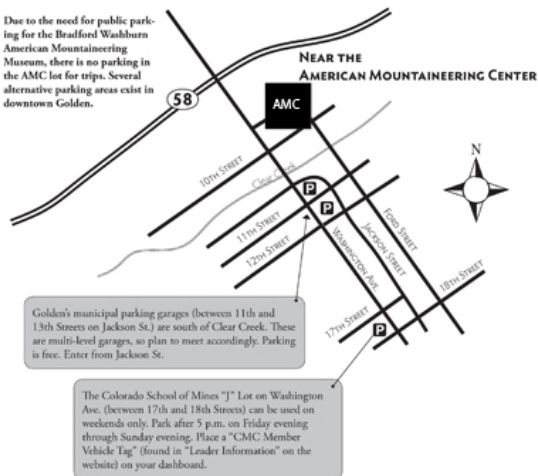 Due to the need for public park-
ing for the Bradford Washburn
American Mountaineering
Museum, there is no parking in
the AMC lot for trips. Several
alternative parking areas exist in
downtown Golden.
NEAR THE
AMERICAN MOUNTAINEERING CENTER
58
AMC
N
10TH STREET
Clear Creek
P
P
11TH STREET
12TH STREET
WASHINGTON AVE.
JACKSON STREET
FORD STREET
17TH STREET
18TH STREET
P
Golden's municipal parking garages (between 11th and
13th Streets on Jackson St.) are south of Clear Creek. These
are multi-level garages, so plan to meet accordingly. Parking
is free. Enter from Jackson St.
The Colorado School of Mines "J" Lot on Washington
Ave. (between 17th and 18th Streets) can be used on
weekends only. Park after 5 p.m. on Friday evening
through Sunday evening. Place a "CMC Member
Vehicle Tag" (found in "Leader Information" on the
website) on your dashboard.